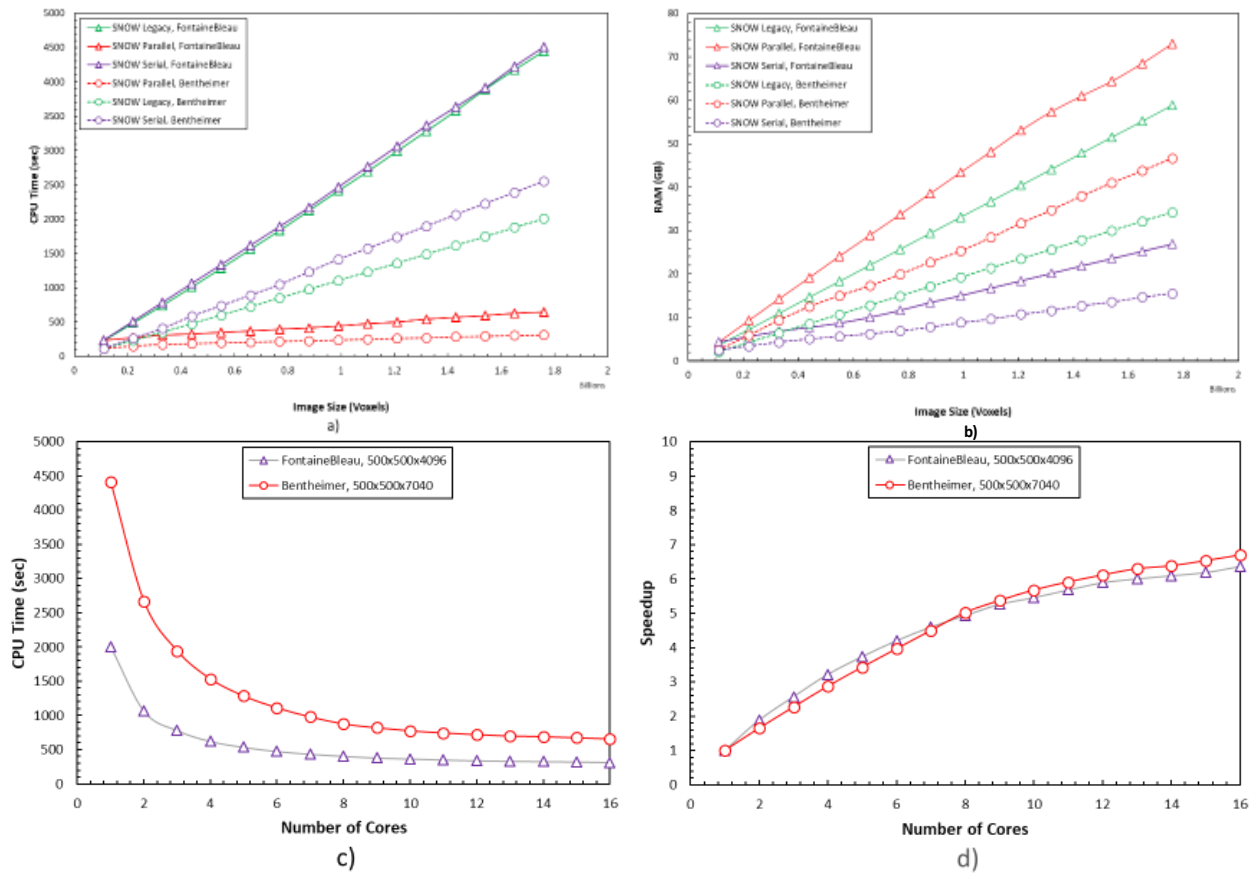 SNOW Legacy, FontaineBleau
SNOW Parallel, FontaineBleau
SNOW Serial, FontaineBleau
SNOW Parallel, Bentheimer
SNOW Legacy, Bentheimer
SNOW Serial, Bentheimer
5000
4500
4000
3500
3000
2500
2000
1500
1000
500
0
CPU Time (sec)
0 0.2 0.4 0.6 0.8 1 1.2 1.4 1.6 1.8 2
Billions
Image Size (Voxels)
a)
SNOW Legacy, FontaineBleau
SNOW Parallel, FontaineBleau
SNOW Serial, FontaineBleau
SNOW Legacy, Bentheimer
SNOW Parallel, Bentheimer
SNOW Serial, Bentheimer
80
70
60
50
40
30
20
10
0
RAM (GB)
0 0.2 0.4 0.6 0.8 1 1.2 1.4 1.6 1.8 2
Billions
Image Size (Voxels)
b)
FontaineBleau, 500x500x4096
Bentheimer, 500x500x7040
5000
4500
4000
3500
3000
2500
2000
1500
1000
500
0
CPU Time (sec)
0 2 4 6 8 10 12 14 16
Number of Cores
c)
FontaineBleau, 500x500x4096
Bentheimer, 500x500x7040
10
9
8
7
6
5
4
3
2
1
0
Speedup
0 2 4 6 8 10 12 14 16
Number of Cores
d)